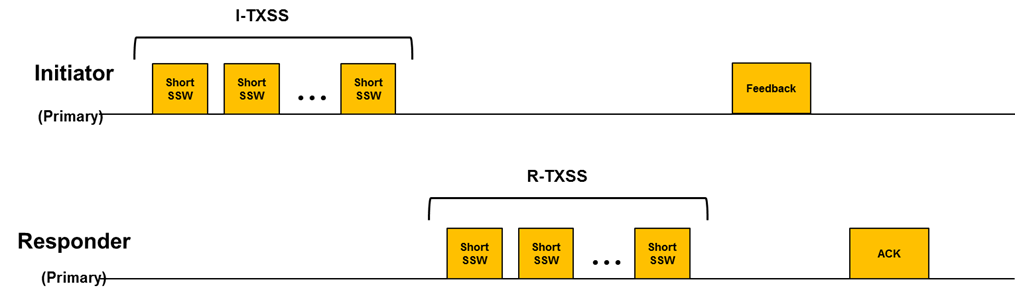 I-TXSS
Initiator
Short
SSW
Short
SSW
...
Short
SSW
Feedback
(Primary)
R-TXSS
Responder
Short
SSW
Short
SSW
...
Short
SSW
ACK
(Primary)